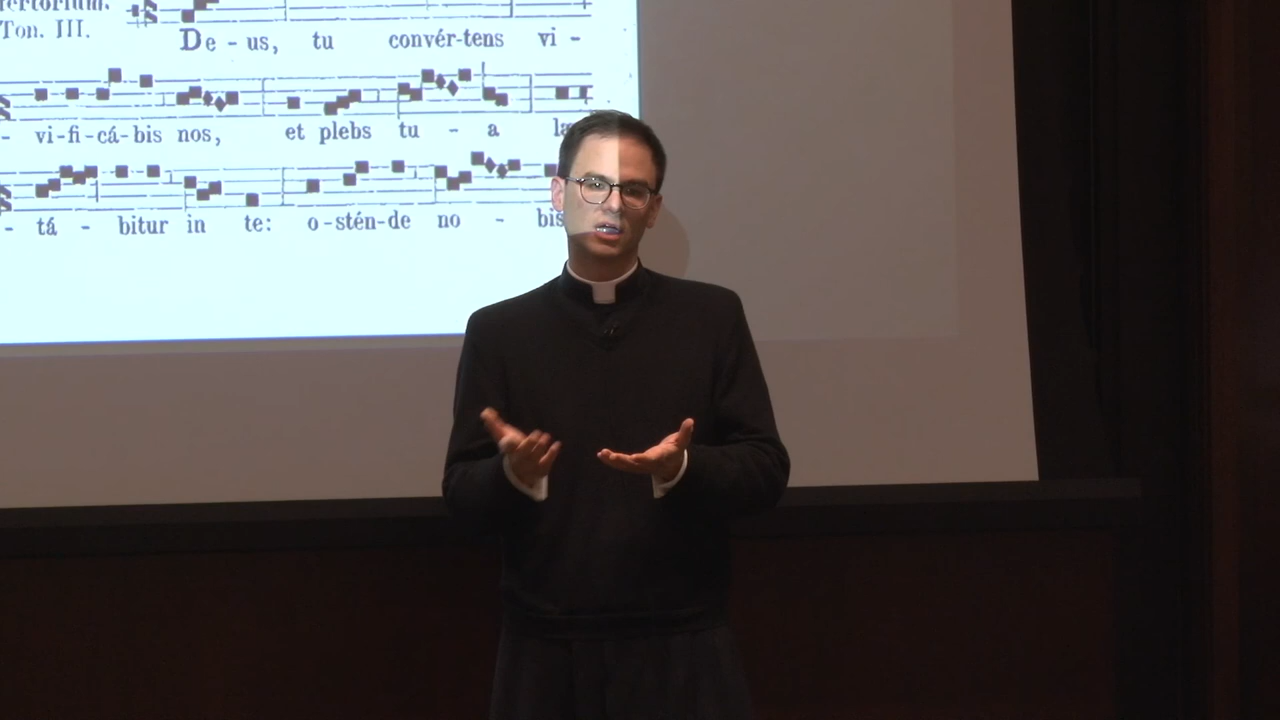 Ton. III.
De - us, tu convér-tens vi -
- vi-fi-cá-bis nos, et plebs tu - a
- tá - bitur in te: o-stén-de no - bis